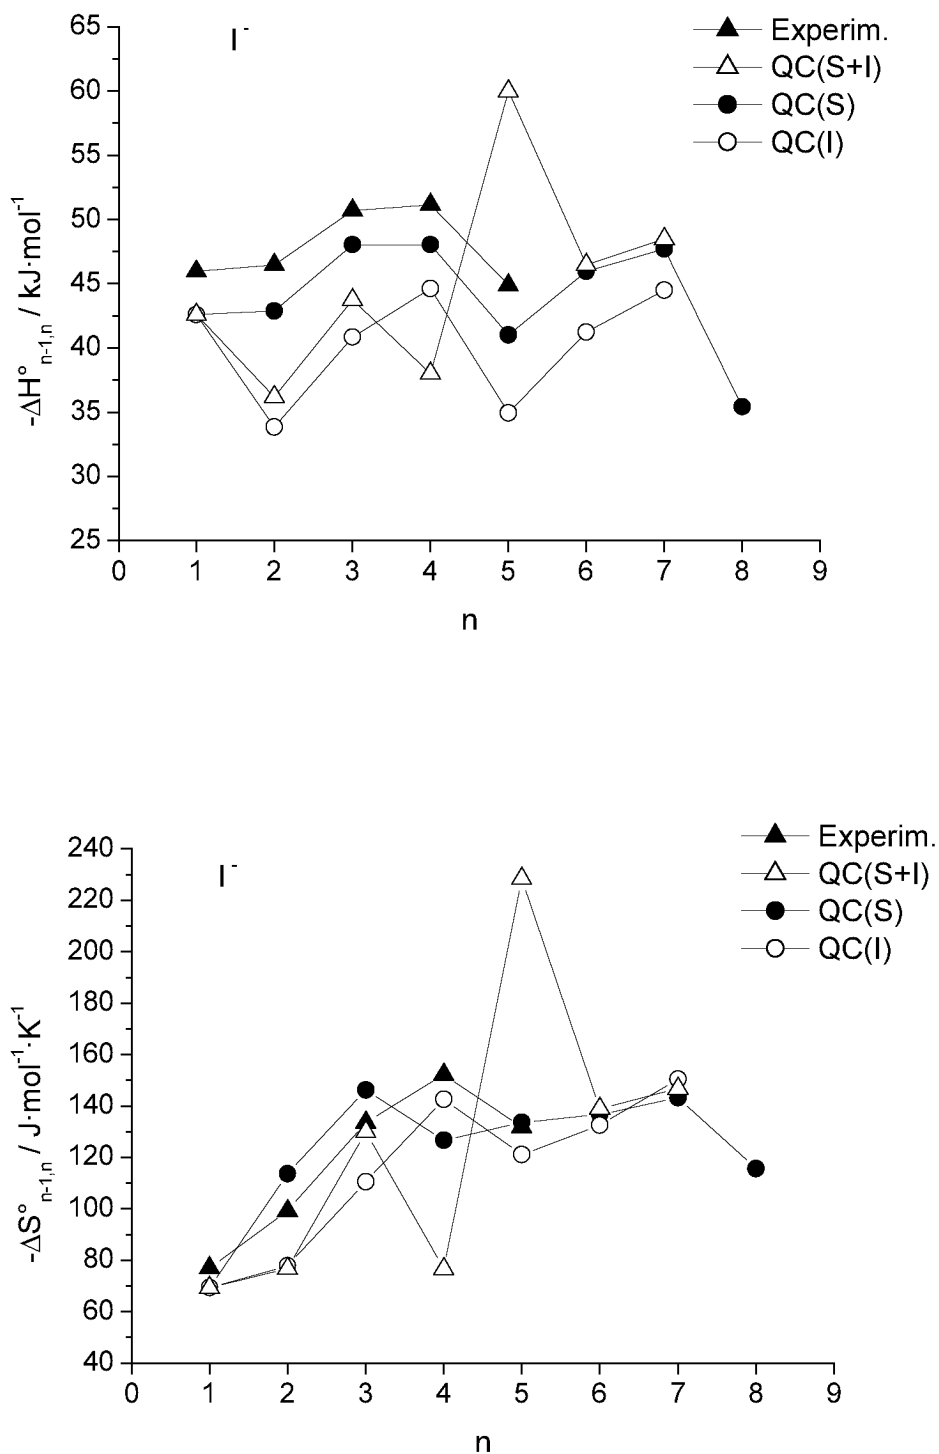 I⁻
Experim.
QC(S+I)
QC(S)
QC(I)
65
60
55
50
45
40
35
30
25
-ΔH°n-1,n / kJ·mol⁻¹
0 1 2 3 4 5 6 7 8 9
n
I⁻
Experim.
QC(S+I)
QC(S)
QC(I)
240
220
200
180
160
140
120
100
80
60
40
-ΔS°n-1,n / J·mol⁻¹·K⁻¹
0 1 2 3 4 5 6 7 8 9
n